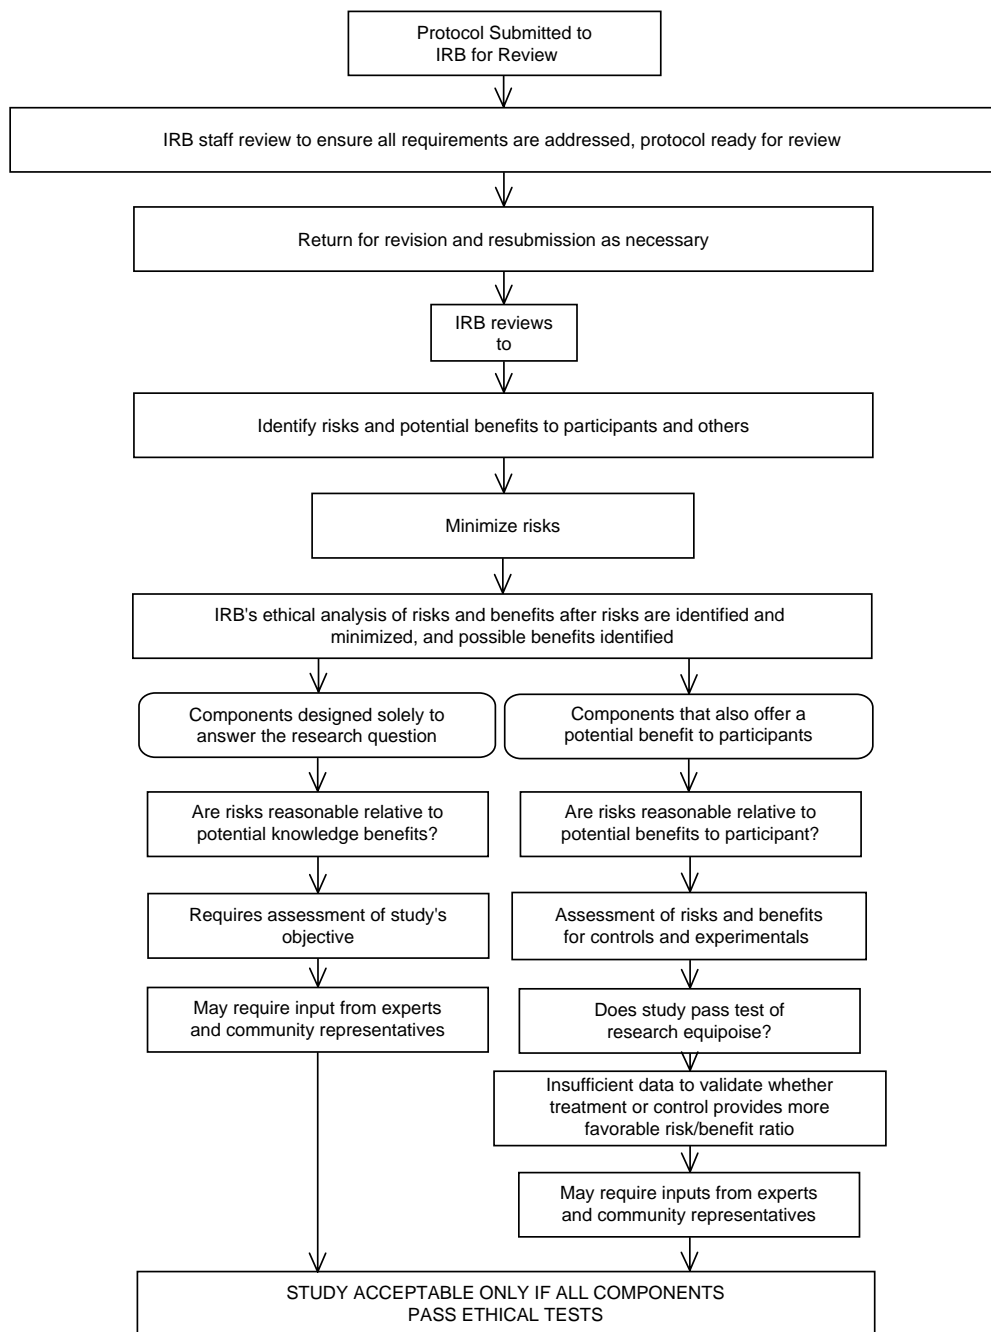 Protocol Submitted to
IRB for Review
IRB staff review to ensure all requirements are addressed, protocol ready for review
Return for revision and resubmission as necessary
IRB reviews
to
Identify risks and potential benefits to participants and others
Minimize risks
IRB's ethical analysis of risks and benefits after risks are identified and
minimized, and possible benefits identified
Components designed solely to
answer the research question
Are risks reasonable relative to
potential knowledge benefits?
Requires assessment of study's
objective
May require input from experts
and community representatives
Components that also offer a
potential benefit to participants
Are risks reasonable relative to
potential benefits to participant?
Assessment of risks and benefits
for controls and experimentals
Does study pass test of
research equipoise?
Insufficient data to validate whether
treatment or control provides more
favorable risk/benefit ratio
May require inputs from experts
and community representatives
STUDY ACCEPTABLE ONLY IF ALL COMPONENTS
PASS ETHICAL TESTS